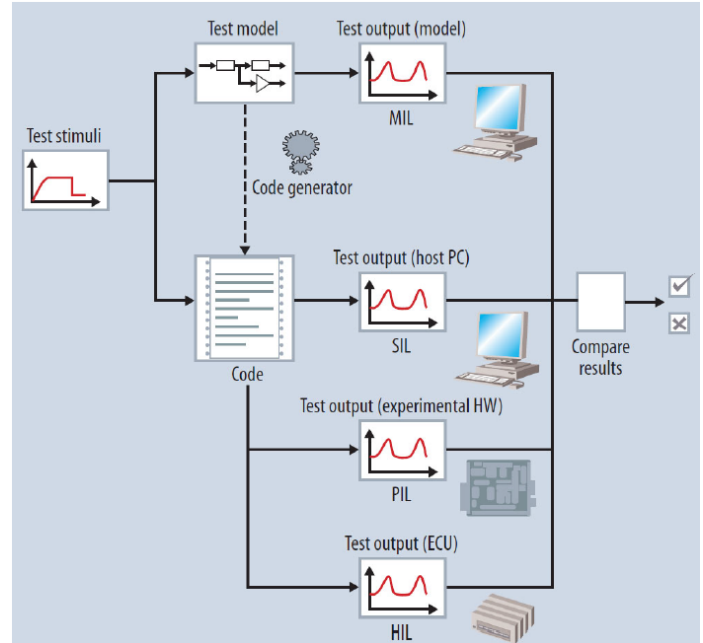 Test model
Test output (model)
MIL
Test stimuli
Code generator
Test output (host PC)
SIL
Code
Compare
results
Test output (experimental HW)
PIL
Test output (ECU)
HIL